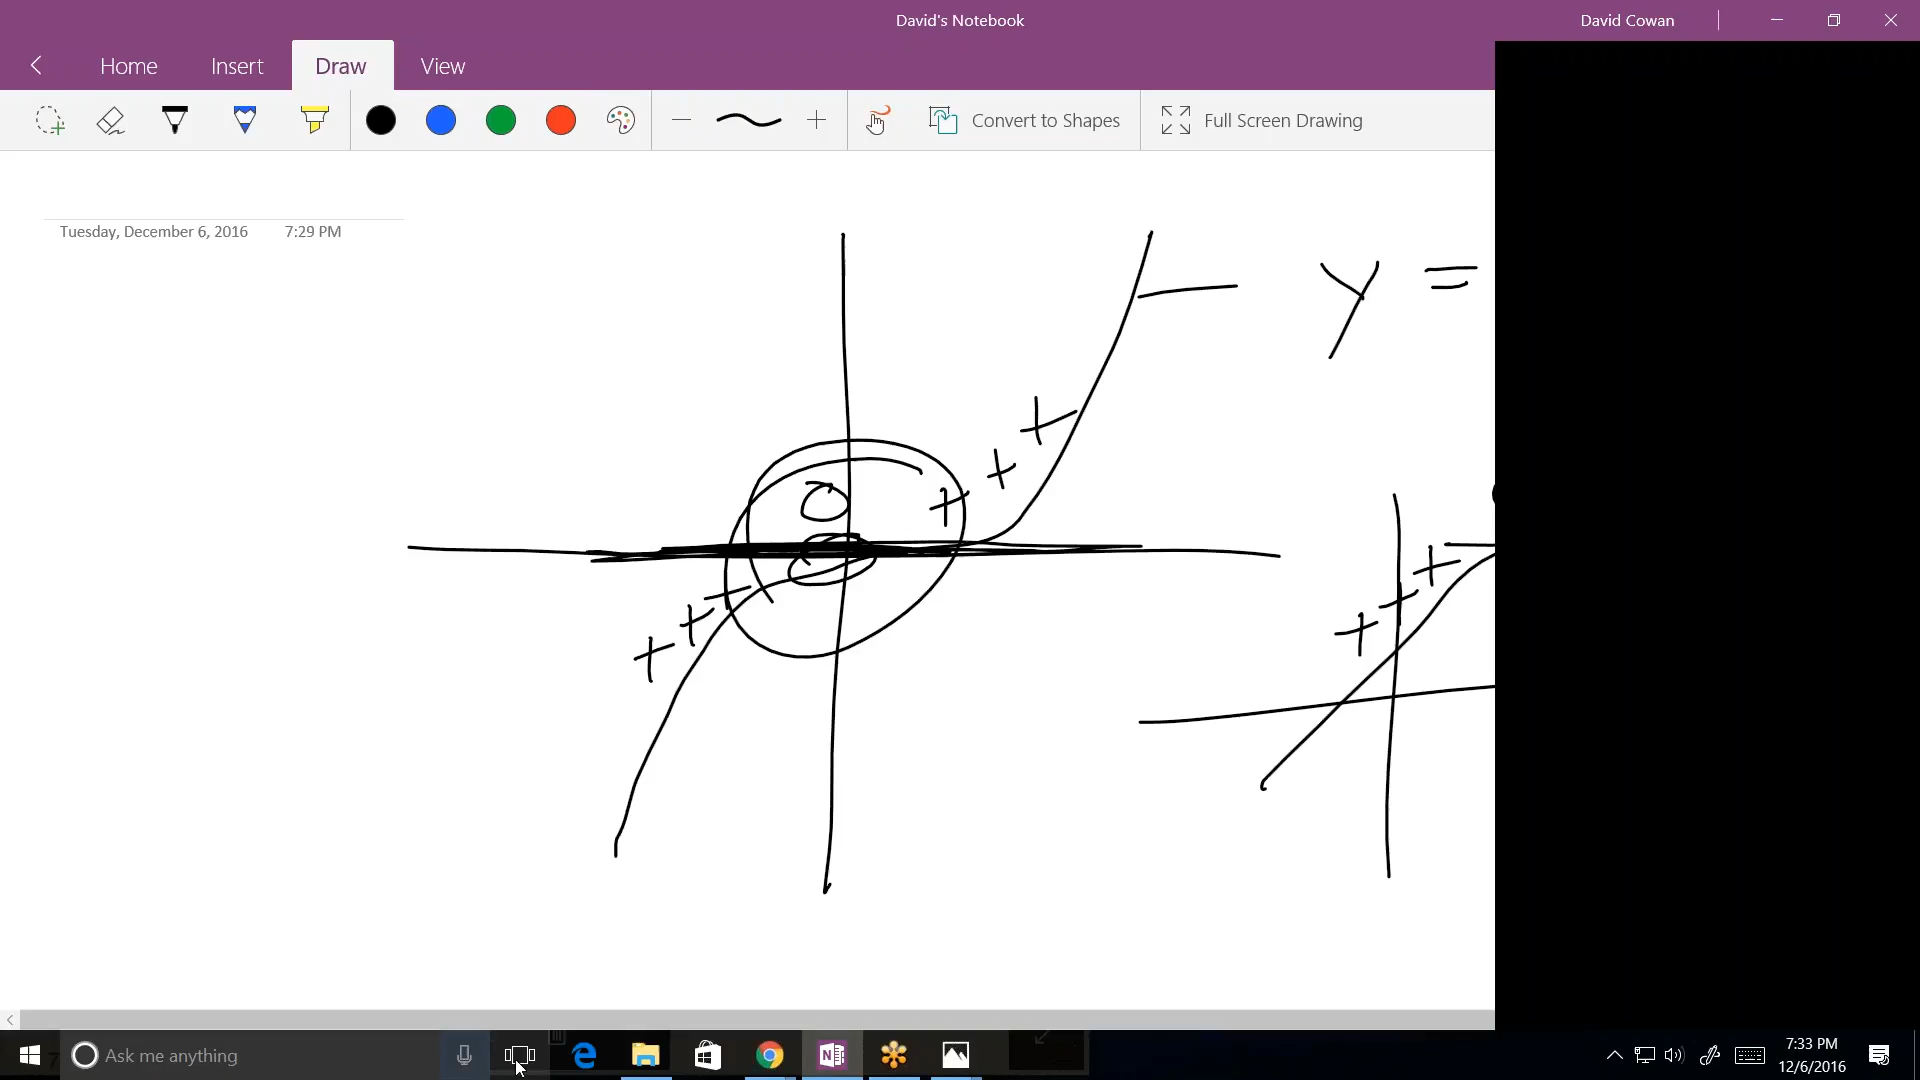 David's Notebook
David Cowan
Home
Insert
Draw
View
Convert to Shapes
Full Screen Drawing
Tuesday, December 6, 2016 7:29 PM
y =
+
+
+
0
+
+
+
+
+
+
Ask me anything
7:33 PM
12/6/2016